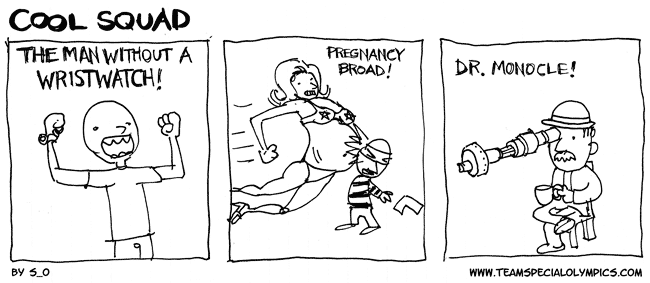 COOL SQUAD
THE MAN WITHOUT A
WRISTWATCH!
PREGNANCY
BROAD!
DR. MONOCLE!
BY S_O
WWW.TEAMSPECIALOLYMPICS.COM